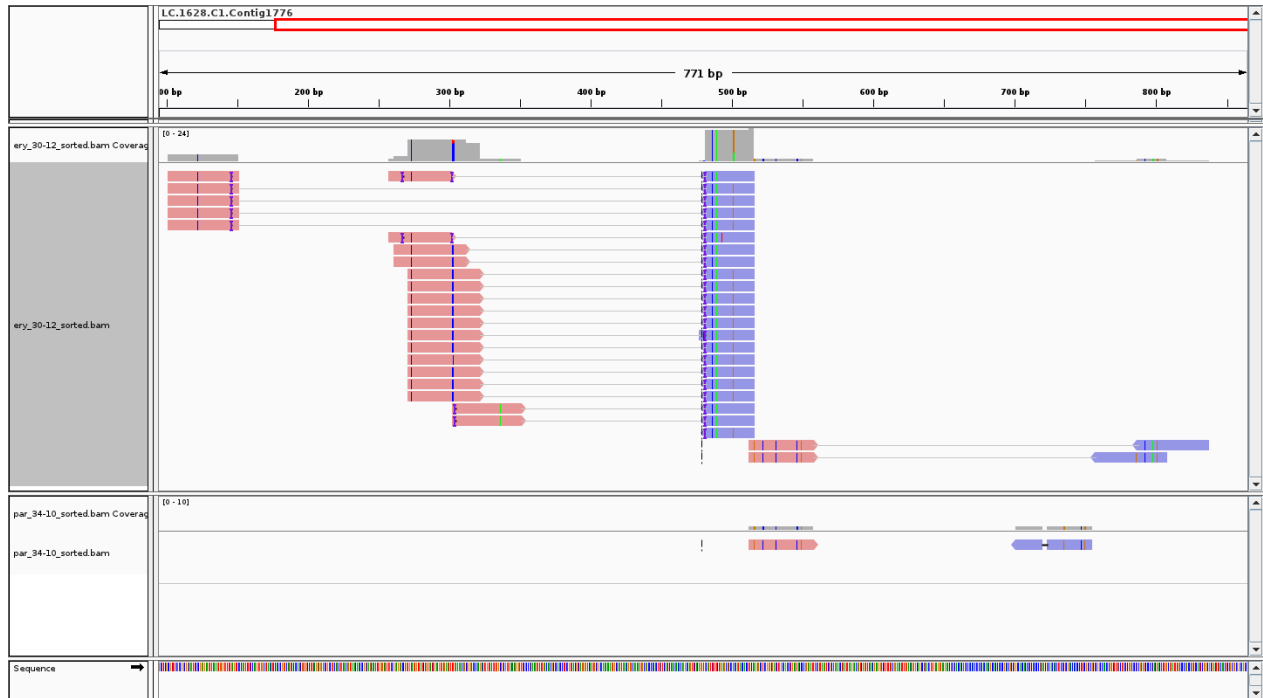 LC.1628.C1.Contig1776
771 bp
00 bp 200 bp 300 bp 400 bp 500 bp 600 bp 700 bp 800 bp
ery_30-12_sorted.bam Coverag
[0 - 24]
ery_30-12_sorted.bam
par_34-10_sorted.bam Coverag
[0 - 10]
par_34-10_sorted.bam
Sequence